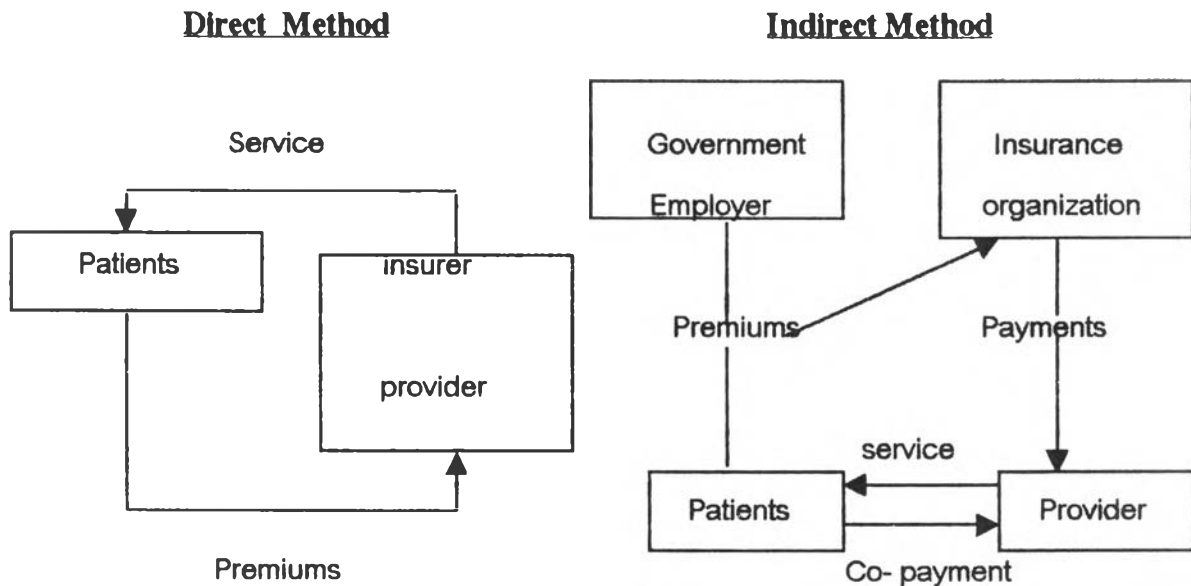 Direct Method
Service
Patients
insurer
provider
Premiums
Indirect Method
Government
Employer
Insurance
organization
Premiums
Payments
service
Patients
Provider
Co- payment